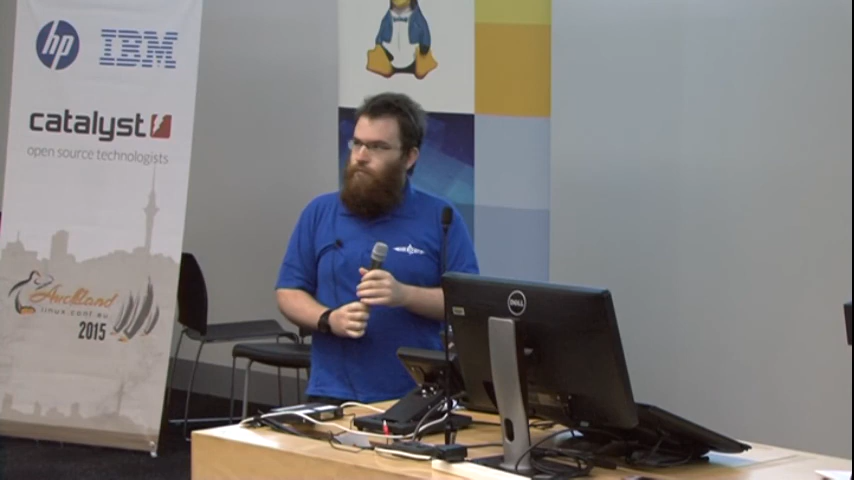 hp
IBM
catalyst
open source technologists
Auckland
linux.conf.au
2015
DELL